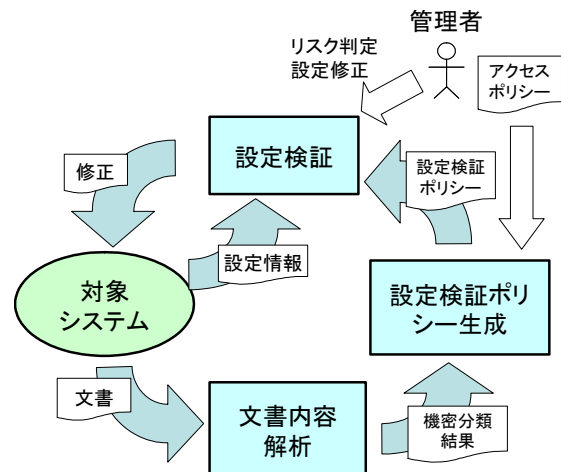 管理者
リスク判定
設定修正
アクセス
ポリシー
設定検証
修正
設定検証
ポリシー
設定情報
対象
システム
設定検証ポリ
シー生成
文書
文書内容
解析
機密分類
結果